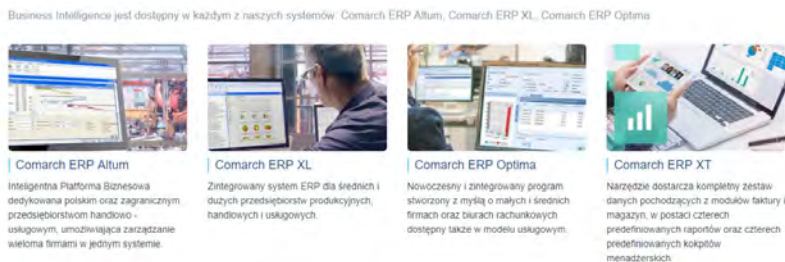 Business Intelligence jest dostępny w każdym z naszych systemów: Comarch ERP Altum, Comarch ERP XL, Comarch ERP Optima
Comarch ERP Altum
Inteligentna Platforma Biznesowa
dedykowana polskim oraz zagranicznym
przedsiębiorstwom handlowo -
usługowym, umożliwiająca zarządzanie
wieloma firmami w jednym systemie.
Comarch ERP XL
Zintegrowany system ERP dla średnich i
dużych przedsiębiorstw produkcyjnych,
handlowych i usługowych.
Comarch ERP Optima
Nowoczesny i zintegrowany program
stworzony z myślą o małych i średnich
firmach oraz biurach rachunkowych
dostępny także w modelu usługowym.
Comarch ERP XT
Narzędzie dostarcza kompletny zestaw
danych pochodzących z modułów faktury i
magazyn, w postaci czterech
predefiniowanych raportów oraz czterech
predefiniowanych kokpitów
menadżerskich.